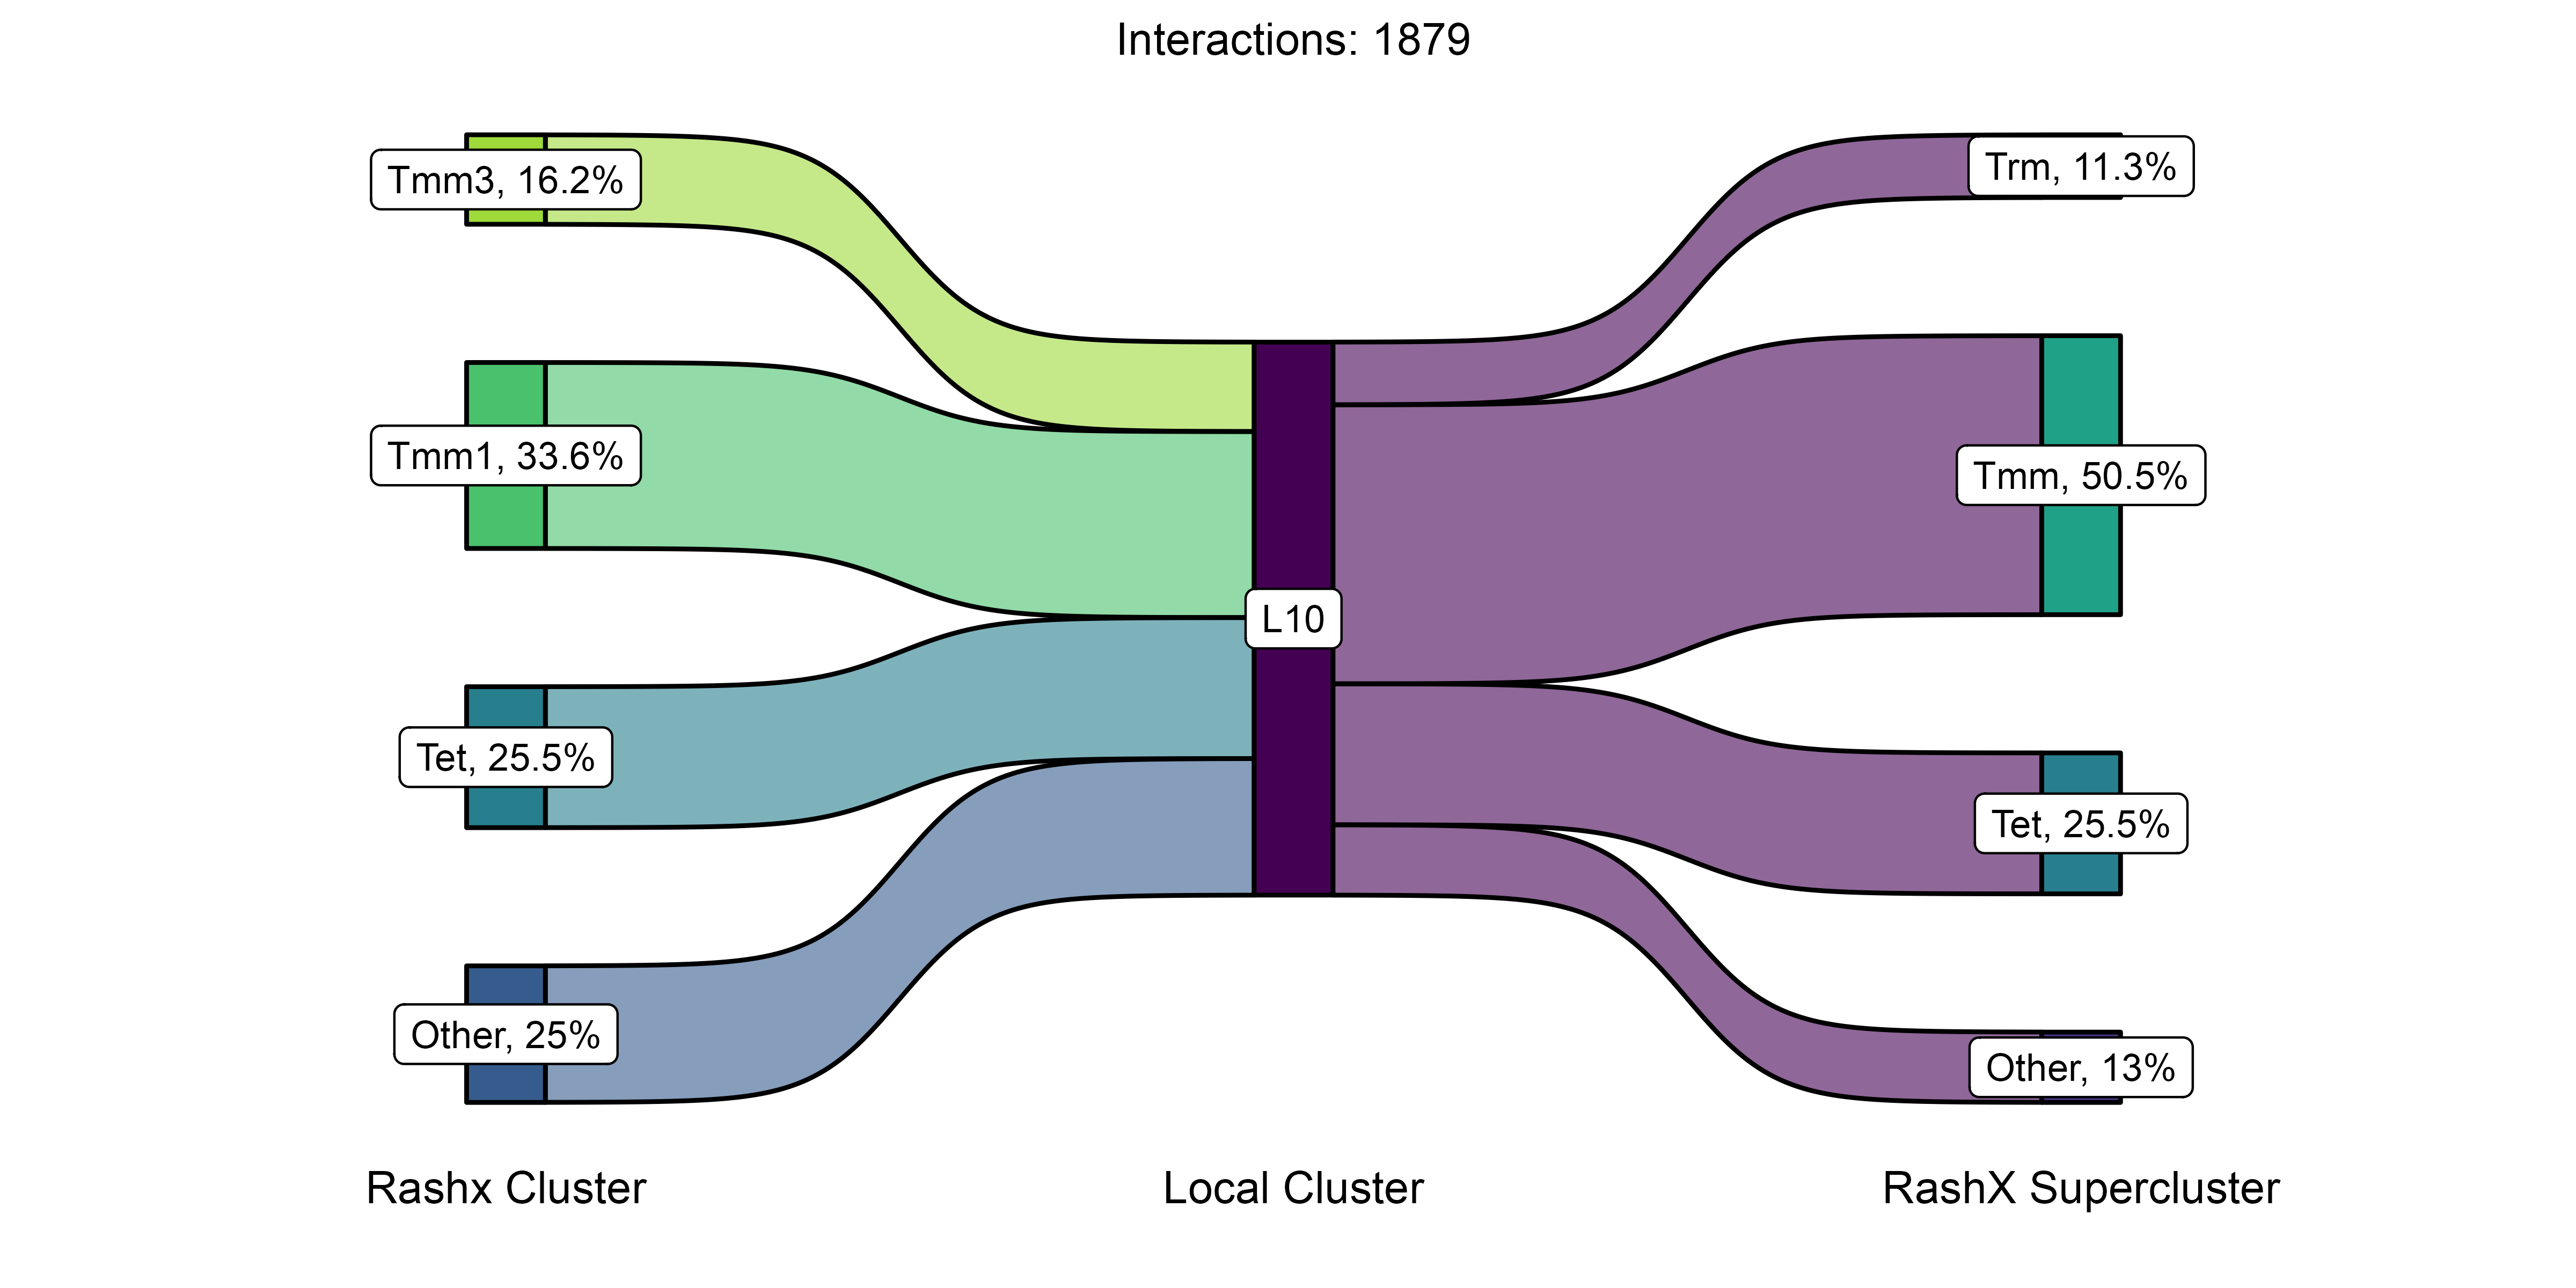 Interactions: 1879
Tmm3, 16.2%
Tmm1, 33.6%
Tet, 25.5%
Other, 25%
L10
Trm, 11.3%
Tmm, 50.5%
Tet, 25.5%
Other, 13%
Rashx Cluster
Local Cluster
RashX Supercluster